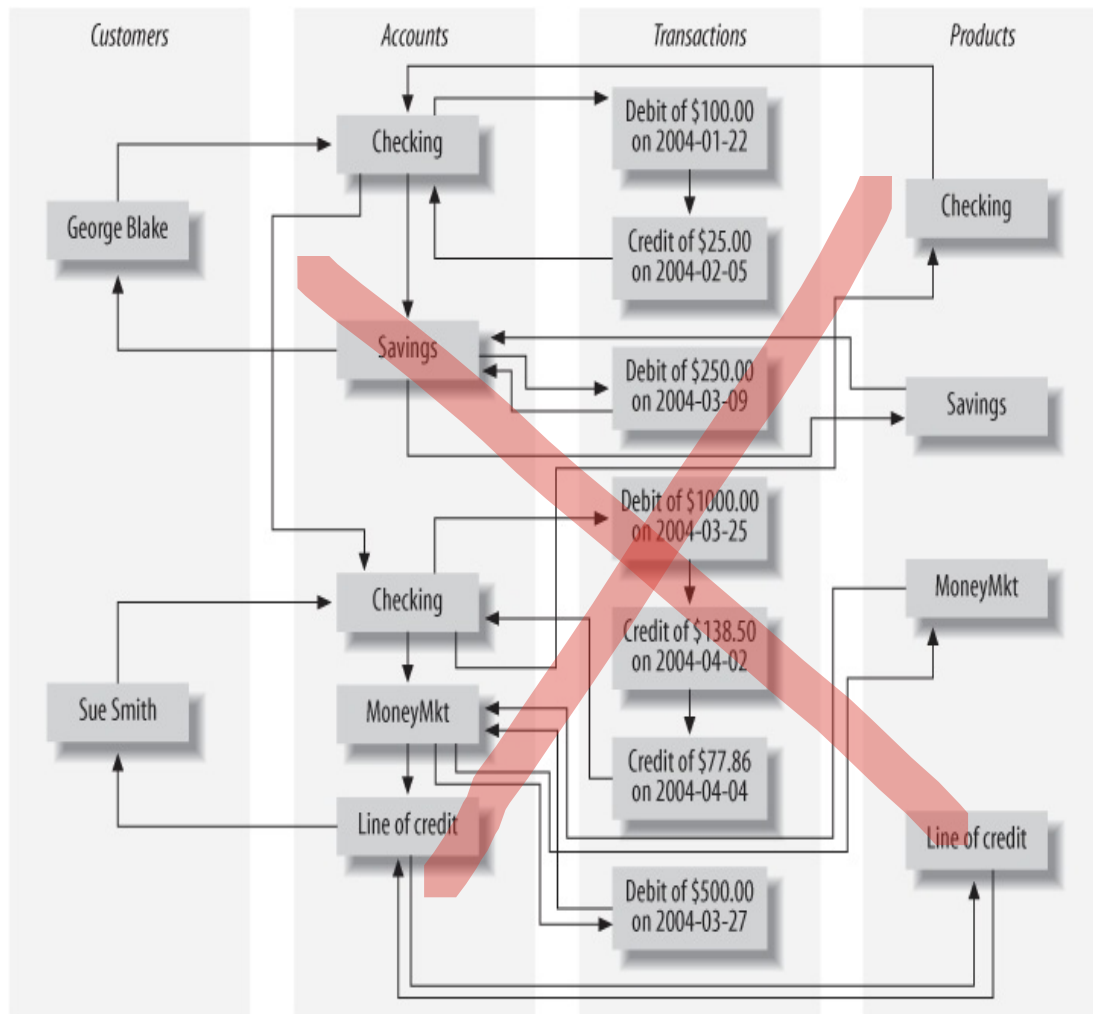 Customers
Accounts
Transactions
Products
George Blake
Sue Smith
Checking
Savings
Checking
MoneyMkt
Line of credit
Debit of $100.00
on 2004-01-22
Credit of $25.00
on 2004-02-05
Debit of $250.00
on 2004-03-09
Debit of $1000.00
on 2004-03-25
Credit of $138.50
on 2004-04-02
Credit of $77.86
on 2004-04-04
Debit of $500.00
on 2004-03-27
Checking
Savings
MoneyMkt
Line of credit